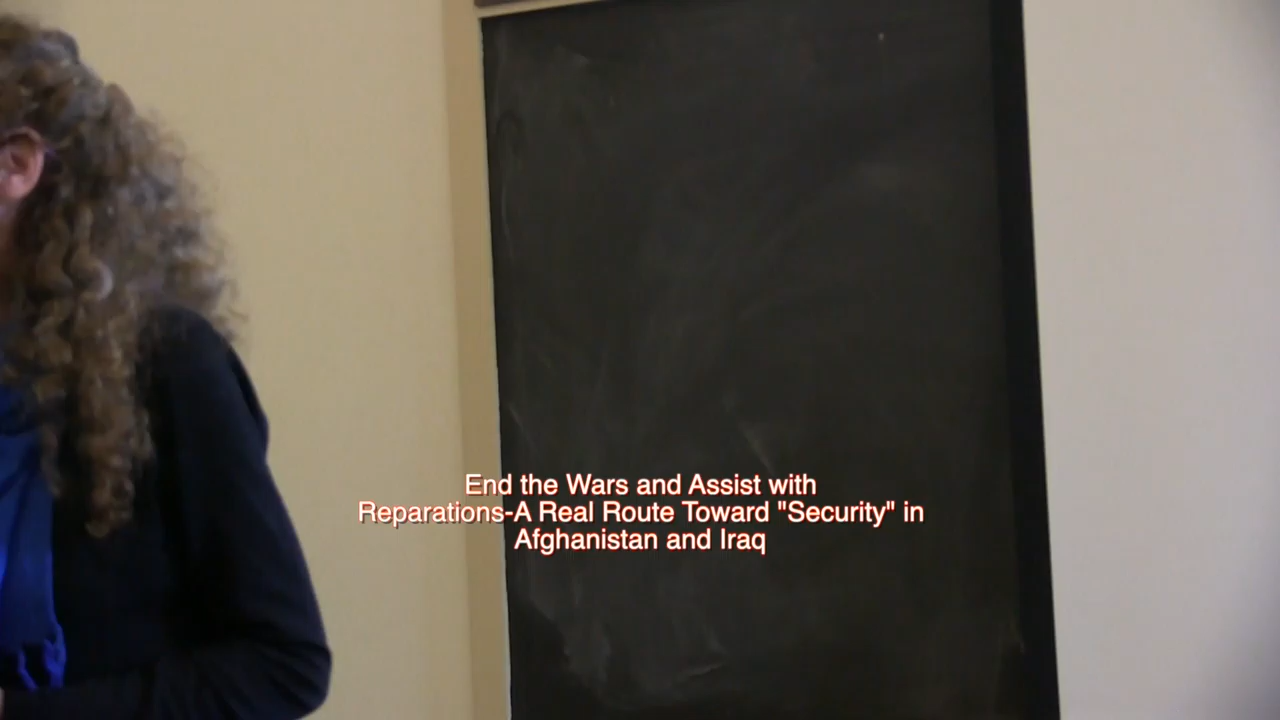 End the Wars and Assist with
Reparations-A Real Route Toward "Security" in
Afghanistan and Iraq